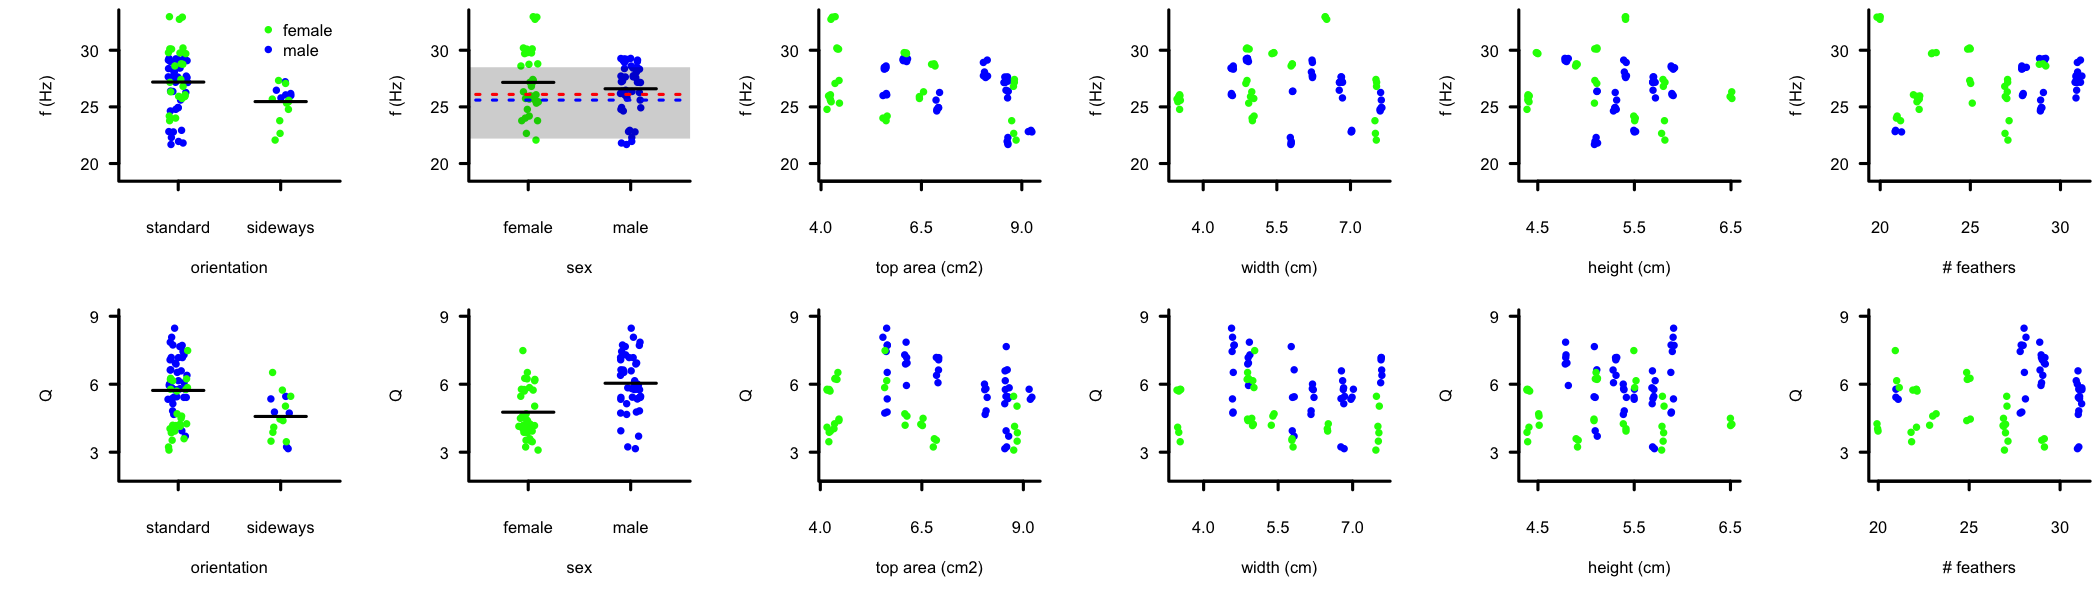 f (Hz)
30
25
20
standard sideways
orientation
female
male
f (Hz)
30
25
20
female male
sex
f (Hz)
30
25
20
4.0 6.5 9.0
top area (cm2)
f (Hz)
30
25
20
4.0 5.5 7.0
width (cm)
f (Hz)
30
25
20
4.5 5.5 6.5
height (cm)
f (Hz)
30
25
20
20 25 30
# feathers
Q
9
6
3
standard sideways
orientation
Q
9
6
3
female male
sex
Q
9
6
3
4.0 6.5 9.0
top area (cm2)
Q
9
6
3
4.0 5.5 7.0
width (cm)
Q
9
6
3
4.5 5.5 6.5
height (cm)
Q
9
6
3
20 25 30
# feathers